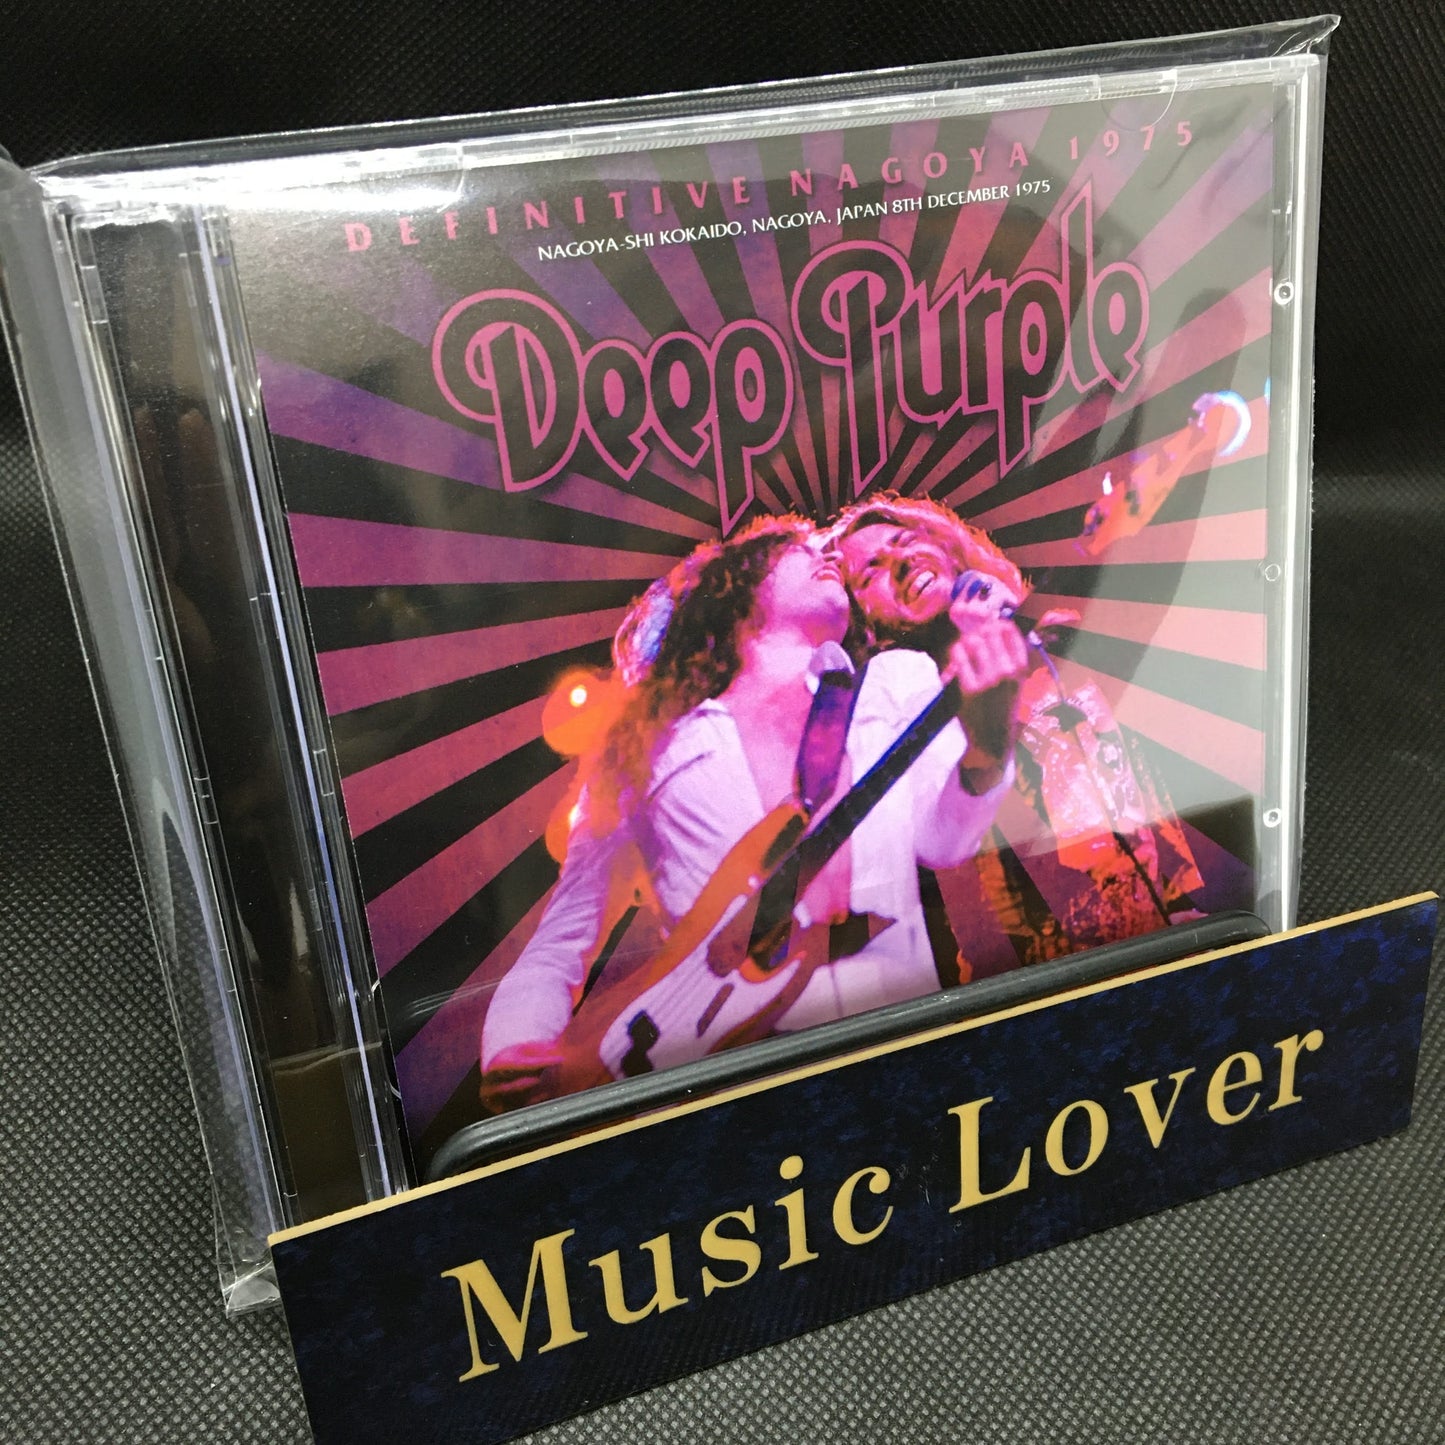 DEFINITIVE NAGOYA 1975
NAGOYA-SHI KOKAIDO, NAGOYA, JAPAN 8TH DECEMBER 1975
Deep Purple
Music Lover